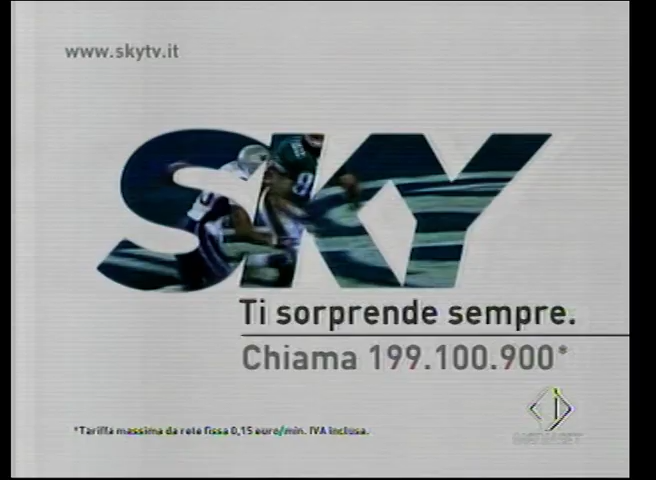 www.skytv.it
SKY
Ti sorprende sempre.
Chiama 199.100.900*
*Tariffa massima da rete fissa 0,15 euro/min. IVA inclusa.
MEDIASET